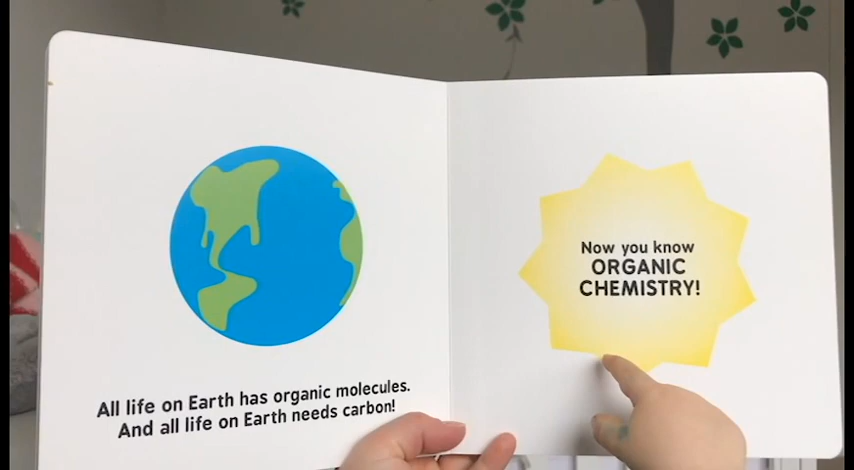 All life on Earth has organic molecules.
And all life on Earth needs carbon!
Now you know
ORGANIC
CHEMISTRY!